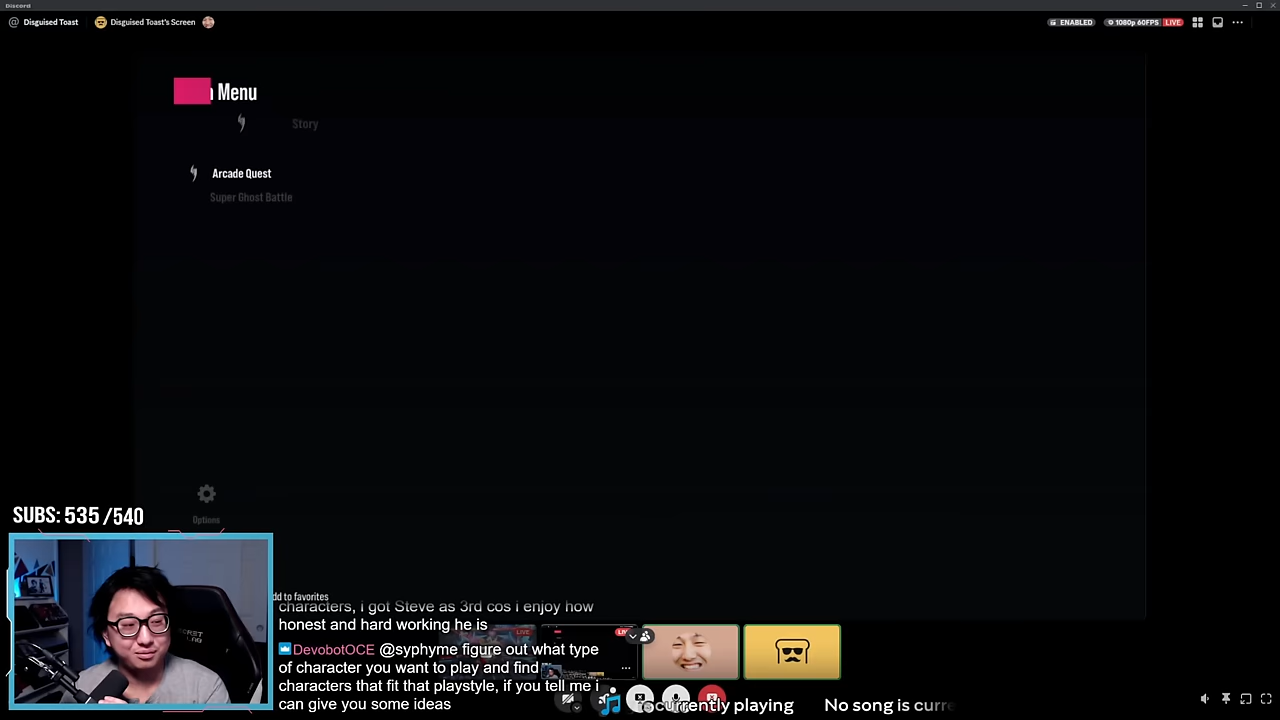 Discord
@ Disguised Toast
Disguised Toast's Screen
ENABLED
1080p 60FPS LIVE
Menu
Story
Arcade Quest
Super Ghost Battle
Options
SUBS: 535/540
dd to favorites
characters, i got Steve as 3rd cos i enjoy how
honest and hard working he is
DevobotOCE @syphyme figure out what type
of character you want to play and find
characters that fit that playstyle, if you tell me i
can give you some ideas
LIVE
currently playing
No song is curre